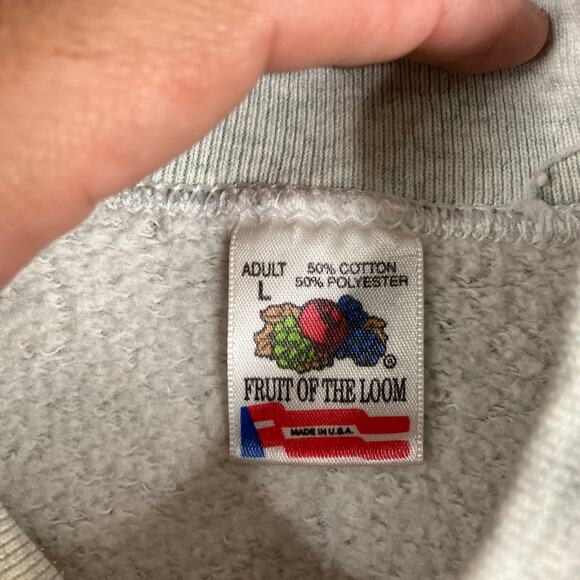 ADULT
L
50% COTTON
50% POLYESTER
®
FRUIT OF THE LOOM
MADE IN U.S.A.